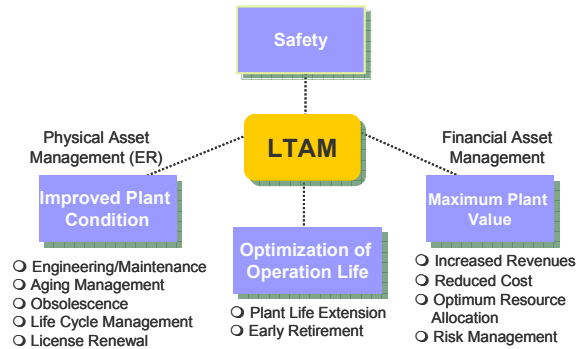 Safety
LTAM
Physical Asset
Management (ER)
Improved Plant
Condition
❍ Engineering/Maintenance
❍ Aging Management
❍ Obsolescence
❍ Life Cycle Management
❍ License Renewal
Optimization of
Operation Life
❍ Plant Life Extension
❍ Early Retirement
Financial Asset
Management
Maximum Plant
Value
❍ Increased Revenues
❍ Reduced Cost
❍ Optimum Resource
Allocation
❍ Risk Management